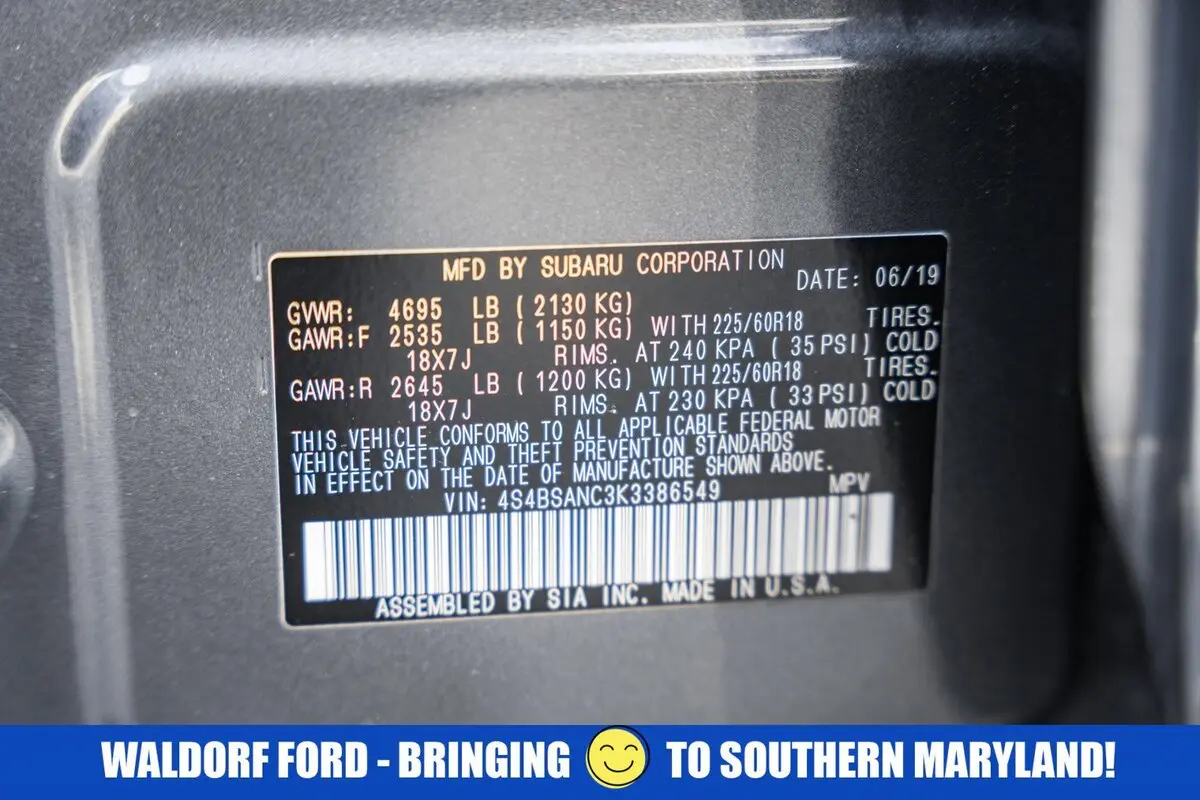 MFD BY SUBARU CORPORATION
DATE: 06/19
GVWR: 4695 LB ( 2130 KG)
GAWR:F 2535 LB ( 1150 KG) WITH 225/60R18 TIRES.
18X7J RIMS. AT 240 KPA ( 35 PSI) COLD
GAWR:R 2645 LB ( 1200 KG) WITH 225/60R18 TIRES.
18X7J RIMS. AT 230 KPA ( 33 PSI) COLD
THIS VEHICLE CONFORMS TO ALL APPLICABLE FEDERAL MOTOR
VEHICLE SAFETY AND THEFT PREVENTION STANDARDS
IN EFFECT ON THE DATE OF MANUFACTURE SHOWN ABOVE.
VIN: 4S4BSANC3K3386549 MPV
ASSEMBLED BY SIA INC. MADE IN U.S.A.
WALDORF FORD - BRINGING TO SOUTHERN MARYLAND!